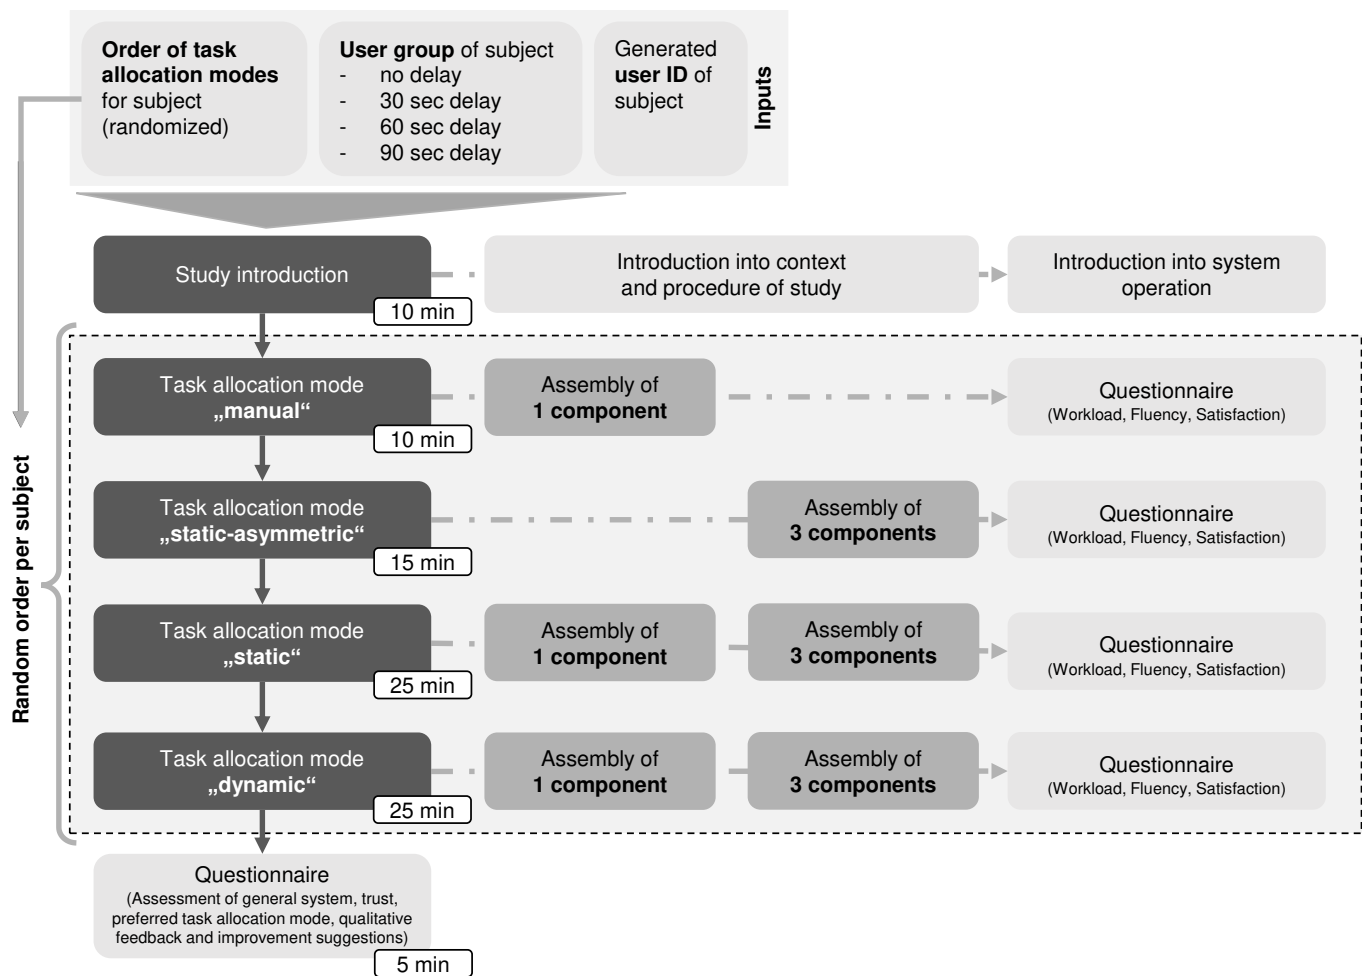 Order of task
allocation modes
for subject
(randomized)
User group of subject
- no delay
- 30 sec delay
- 60 sec delay
- 90 sec delay
Generated
user ID of
subject
Inputs
Study introduction
10 min
Introduction into context
and procedure of study
Introduction into system
operation
Random order per subject
Task allocation mode
„manual“
10 min
Assembly of
1 component
Questionnaire
(Workload, Fluency, Satisfaction)
Task allocation mode
„static-asymmetric“
15 min
Assembly of
3 components
Questionnaire
(Workload, Fluency, Satisfaction)
Task allocation mode
„static“
25 min
Assembly of
1 component
Assembly of
3 components
Questionnaire
(Workload, Fluency, Satisfaction)
Task allocation mode
„dynamic“
25 min
Assembly of
1 component
Assembly of
3 components
Questionnaire
(Workload, Fluency, Satisfaction)
Questionnaire
(Assessment of general system, trust,
preferred task allocation mode, qualitative
feedback and improvement suggestions)
5 min